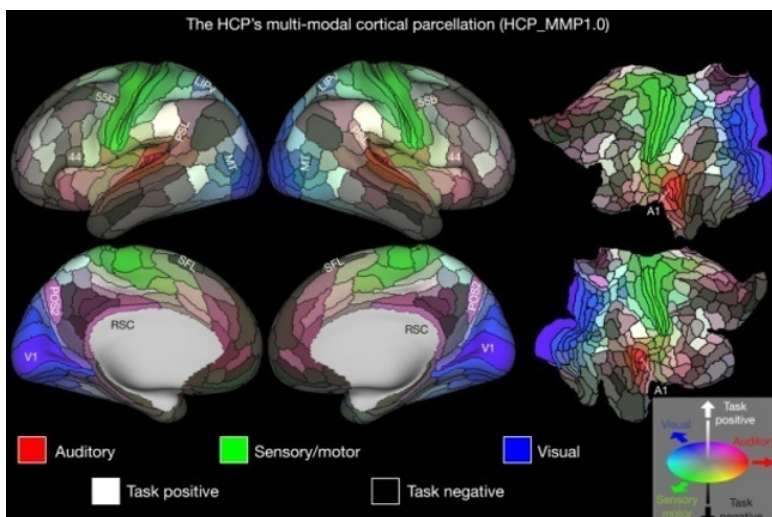 The HCP's multi-modal cortical parcellation (HCP_MMP1.0)
LIPv
55b
PSL
44
MT
LIPv
55b
MT
44
A1
SFL
POS2
RSC
V1
SFL
POS2
RSC
V1
A1
Auditory
Sensory/motor
Visual
Task positive
Task negative
Task
positive
Visual
Auditory
Sensory
motor
Task
negative